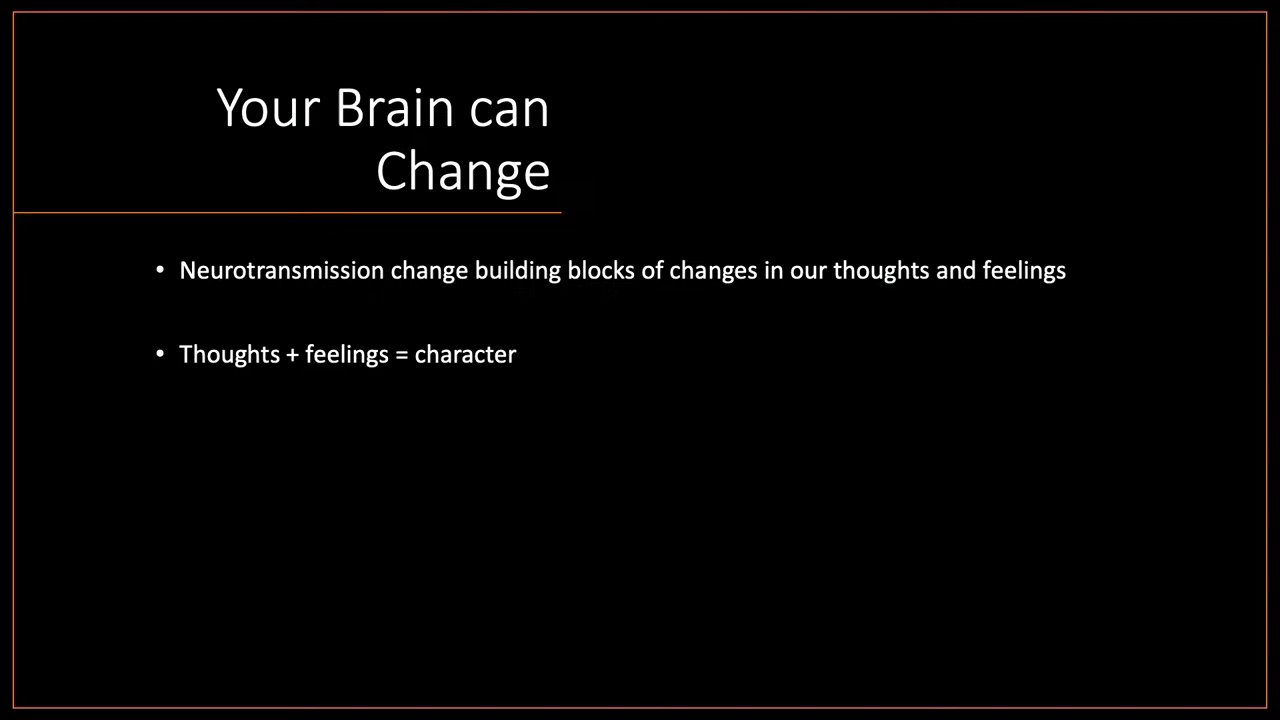 Your Brain can
Change
• Neurotransmission change building blocks of changes in our thoughts and feelings
• Thoughts + feelings = character